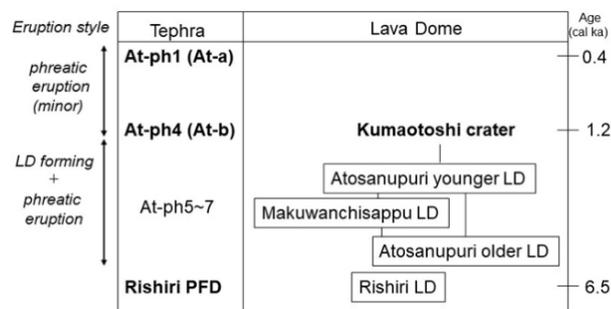 Eruption style
Tephra
Lava Dome
Age
(cal ka)
phreatic
eruption
(minor)
At-ph1 (At-a)
0.4
At-ph4 (At-b)
Kumaotoshi crater
1.2
LD forming
+
phreatic
eruption
At-ph5~7
Atosanupuri younger LD
Makuwanchisappu LD
Atosanupuri older LD
Rishiri PFD
Rishiri LD
6.5